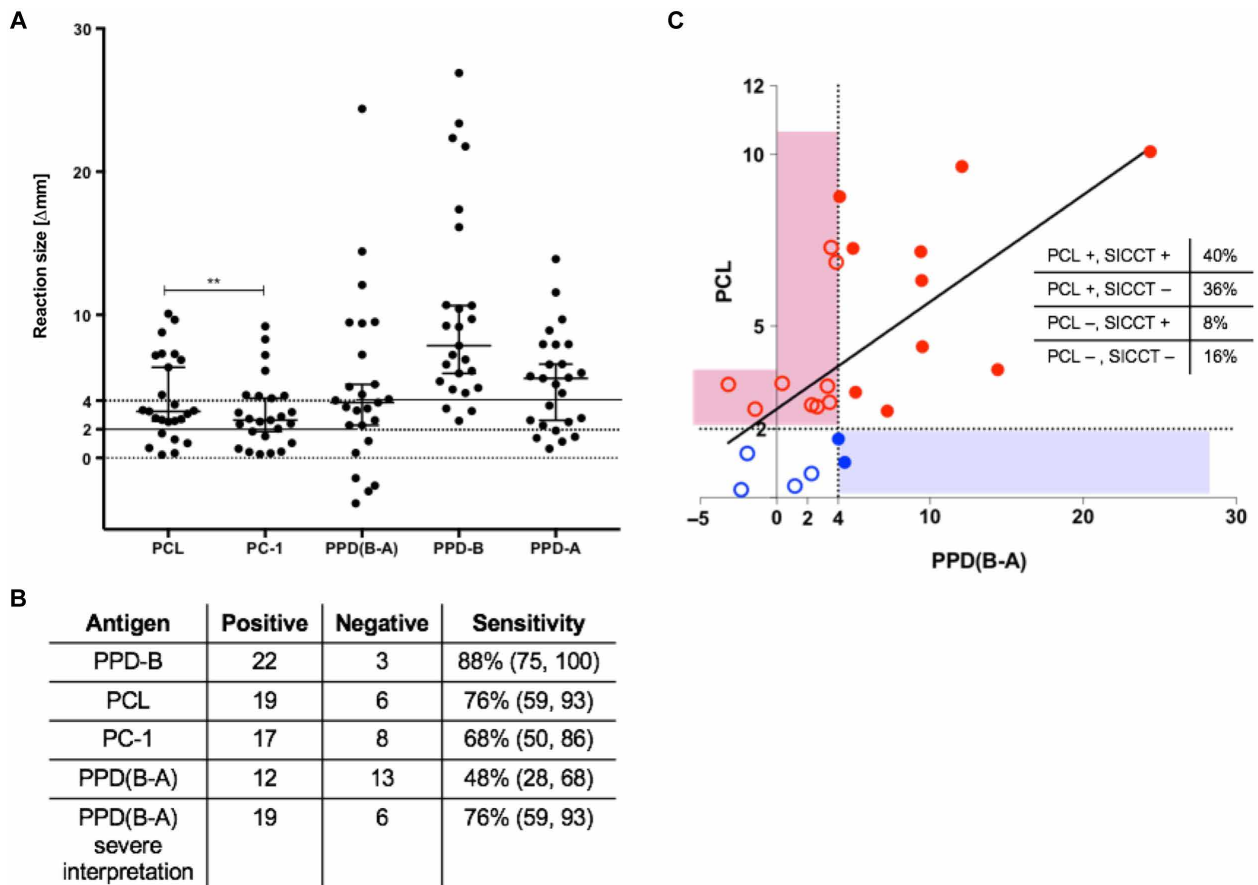 A
30
20
10
4
2
0
Reaction size [Δmm]
**
PCL PC-1 PPD(B-A) PPD-B PPD-A
B
Antigen Positive Negative Sensitivity
PPD-B 22 3 88% (75, 100)
PCL 19 6 76% (59, 93)
PC-1 17 8 68% (50, 86)
PPD(B-A) 12 13 48% (28, 68)
PPD(B-A) 19 6 76% (59, 93)
severe
interpretation
C
12
10
5
2
PCL
–5 0 2 4 10 20 30
PPD(B-A)
PCL +, SICCT + 40%
PCL +, SICCT – 36%
PCL –, SICCT + 8%
PCL –, SICCT – 16%